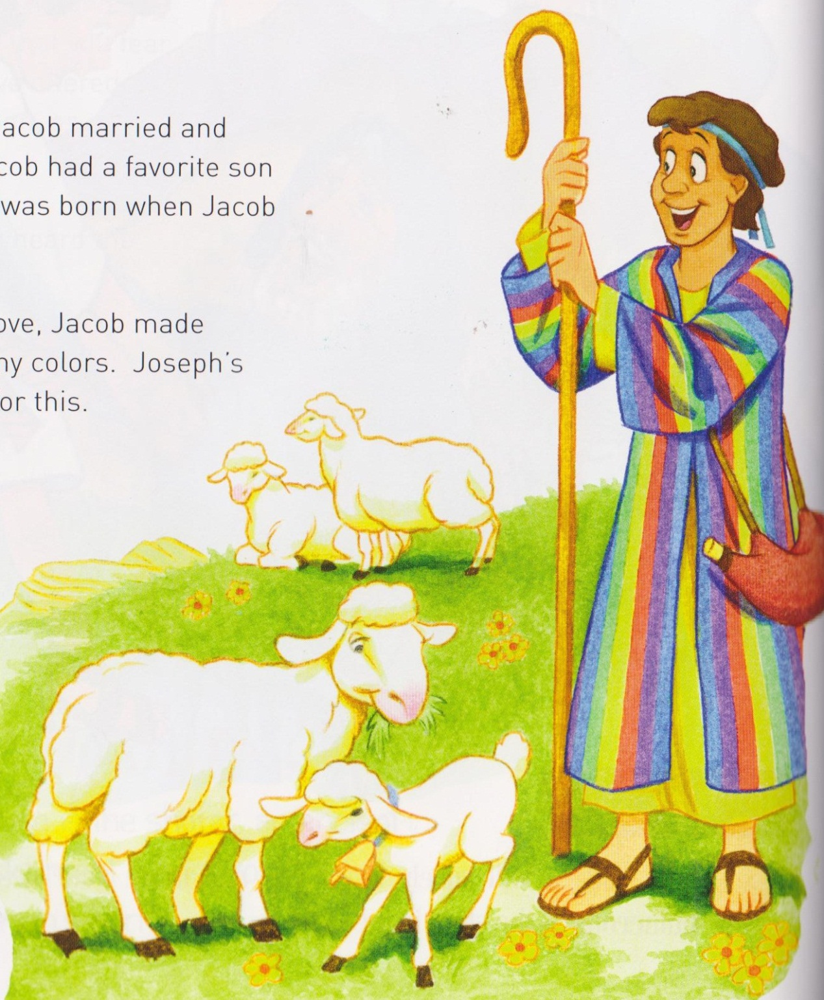 acob married and
cob had a favorite son
was born when Jacob
ove, Jacob made
ny colors.  Joseph's
or this.